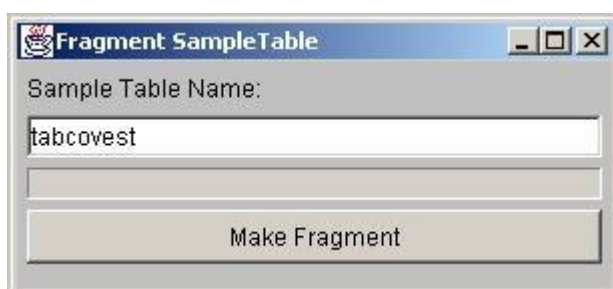 Fragment SampleTable
Sample Table Name:
tabcovest
Make Fragment